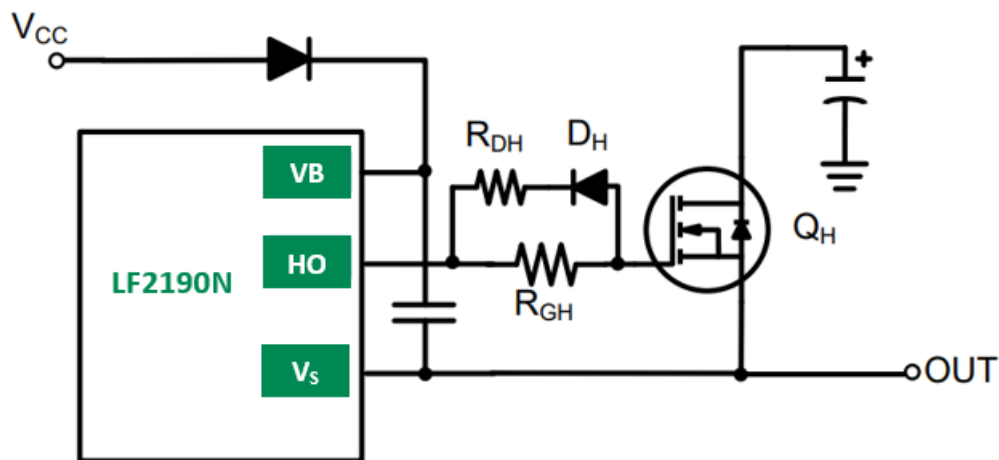 VCC
RDH
DH
VB
QH
HO
LF2190N
RGH
VS
OUT
+